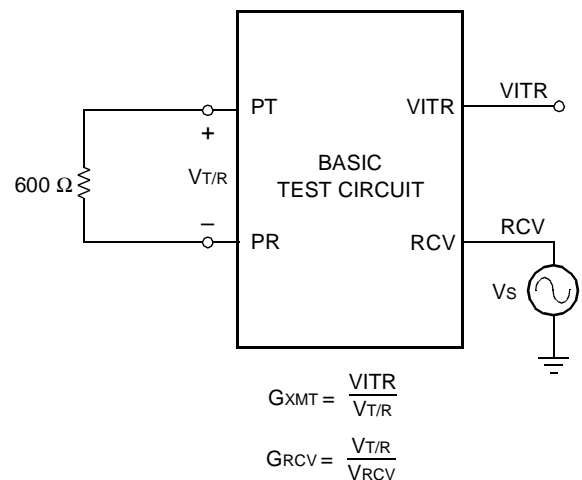 PT
VITR
VITR
+
600 Ω
VT/R
BASIC
TEST CIRCUIT
–
PR
RCV
RCV
VS
GXMT = VITR
VT/R
GRCV = VT/R
VRCV